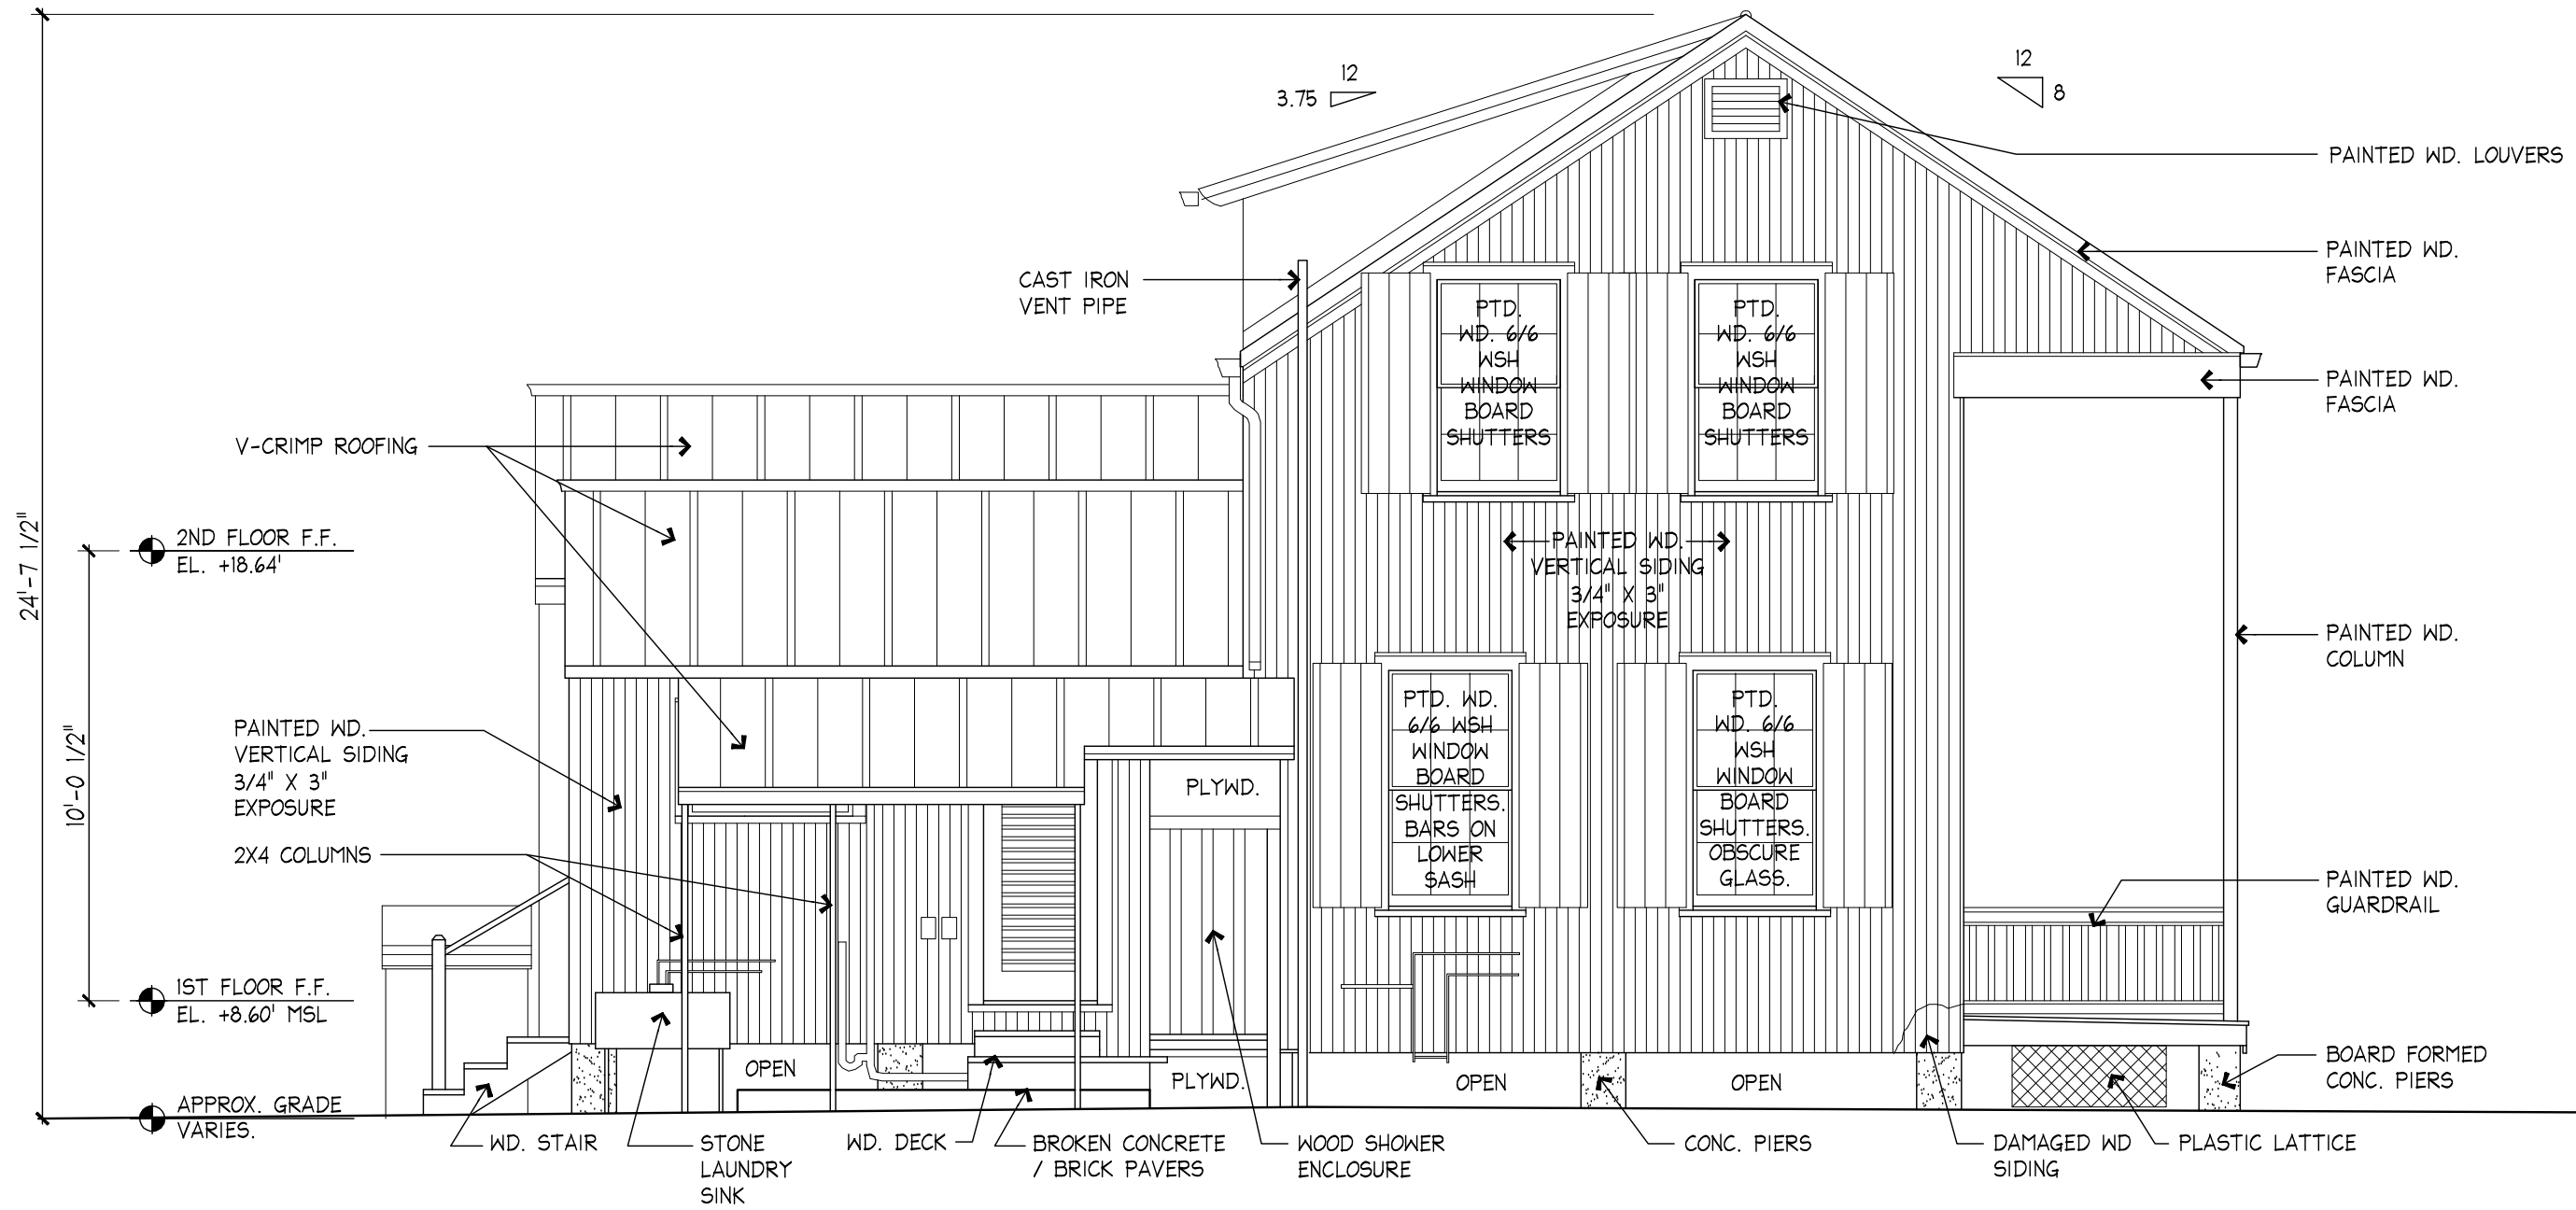 12
3.75
12
8
PAINTED WD. LOUVERS
PAINTED WD.
FASCIA
CAST IRON
VENT PIPE
PTD.
WD. 6/6
WSH
WINDOW
BOARD
SHUTTERS
PTD.
WD. 6/6
WSH
WINDOW
BOARD
SHUTTERS
PAINTED WD.
FASCIA
V-CRIMP ROOFING
24'-7 1/2"
2ND FLOOR F.F.
EL. +18.64'
PAINTED WD.
VERTICAL SIDING
3/4" X 3"
EXPOSURE
PAINTED WD.
COLUMN
10'-0 1/2"
PAINTED WD.
VERTICAL SIDING
3/4" X 3"
EXPOSURE
PLYWD.
PTD. WD.
6/6 WSH
WINDOW
BOARD
SHUTTERS.
BARS ON
LOWER
SASH
PTD.
WD. 6/6
WSH
WINDOW
BOARD
SHUTTERS.
OBSCURE
GLASS.
2X4 COLUMNS
PAINTED WD.
GUARDRAIL
1ST FLOOR F.F.
EL. +8.60' MSL
OPEN
PLYWD.
OPEN
OPEN
BOARD FORMED
CONC. PIERS
APPROX. GRADE
VARIES.
WD. STAIR
STONE
LAUNDRY
SINK
WD. DECK
BROKEN CONCRETE
/ BRICK PAVERS
WOOD SHOWER
ENCLOSURE
CONC. PIERS
DAMAGED WD
SIDING
PLASTIC LATTICE